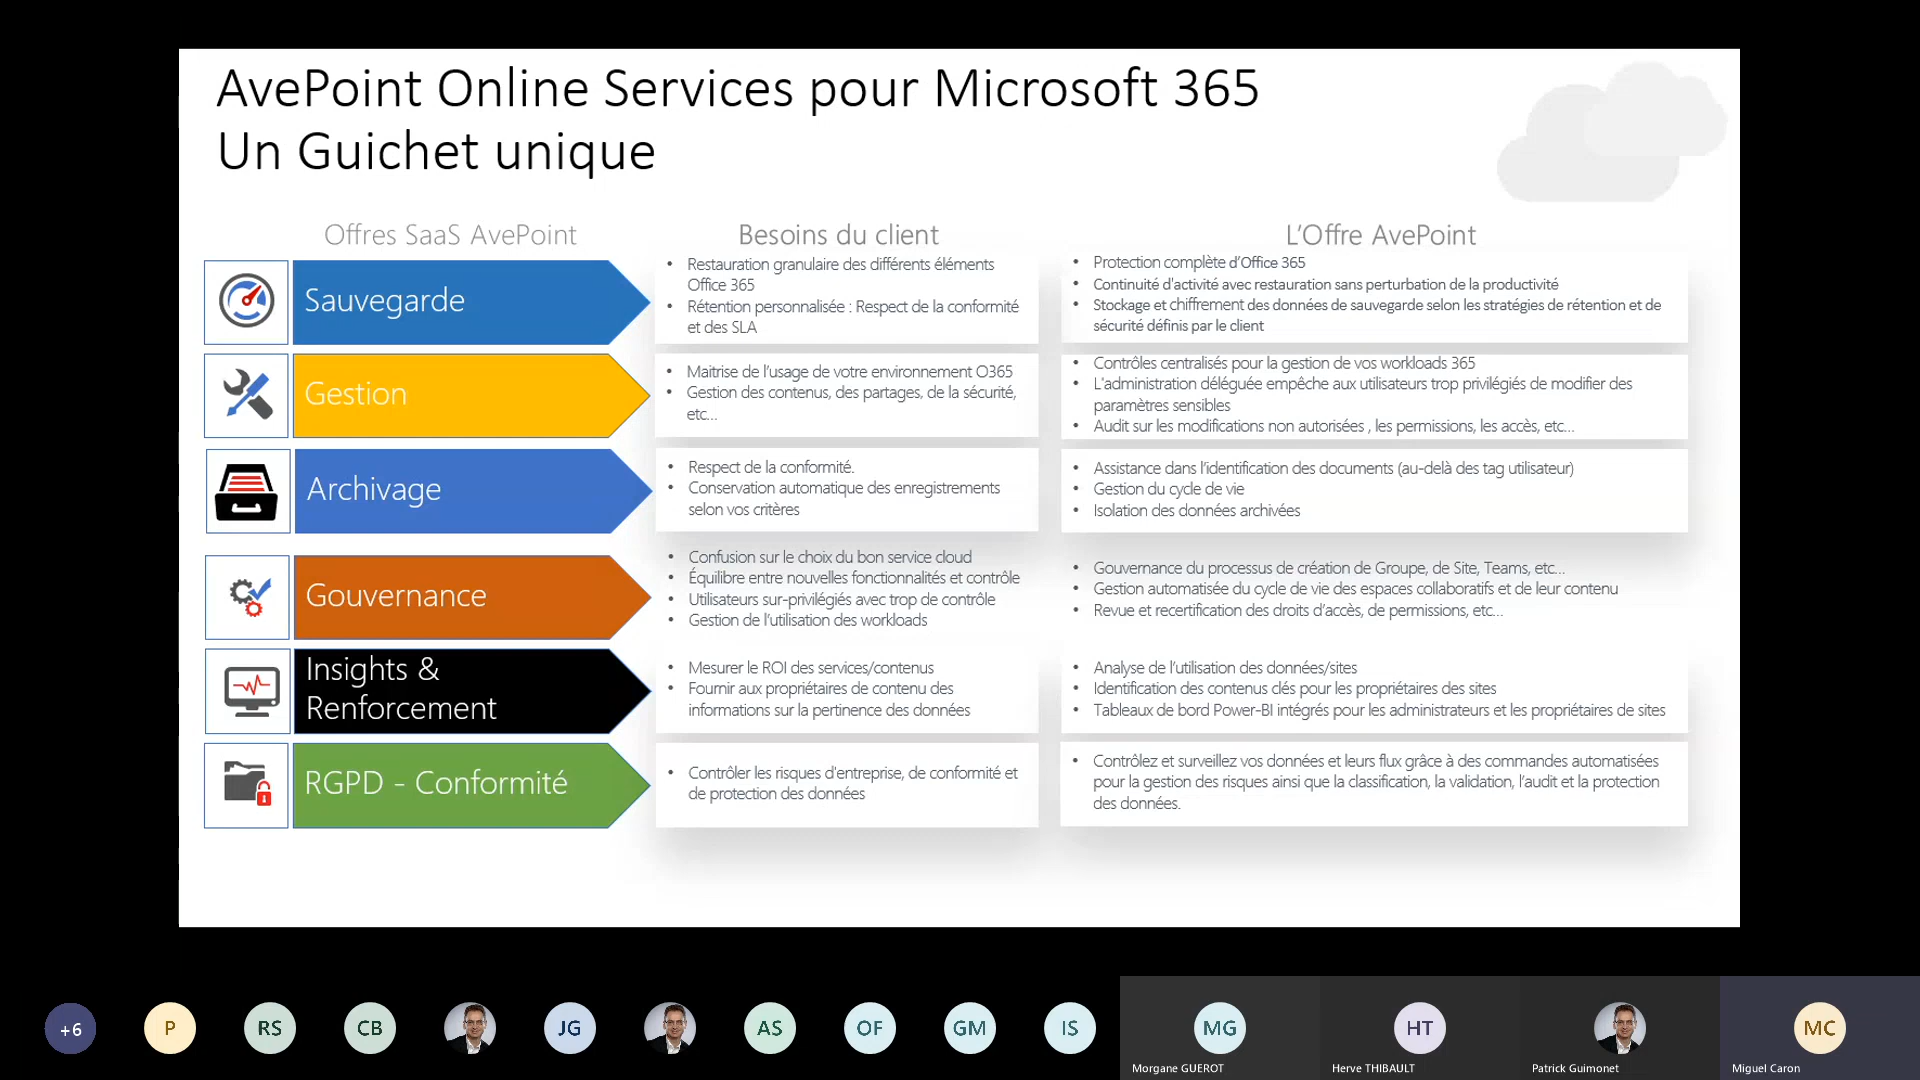 AvePoint Online Services pour Microsoft 365
Un Guichet unique
Offres SaaS AvePoint
Besoins du client
L’Offre AvePoint
Sauvegarde
• Restauration granulaire des différents éléments
Office 365
• Rétention personnalisée : Respect de la conformité
et des SLA
• Protection complète d’Office 365
• Continuité d'activité avec restauration sans perturbation de la productivité
• Stockage et chiffrement des données de sauvegarde selon les stratégies de rétention et de
sécurité définis par le client
Gestion
• Maitrise de l’usage de votre environnement O365
• Gestion des contenus, des partages, de la sécurité,
etc…
• Contrôles centralisés pour la gestion de vos workloads 365
• L'administration déléguée empêche aux utilisateurs trop privilégiés de modifier des
paramètres sensibles
• Audit sur les modifications non autorisées , les permissions, les accès, etc…
Archivage
• Respect de la conformité.
• Conservation automatique des enregistrements
selon vos critères
• Assistance dans l’identification des documents (au-delà des tag utilisateur)
• Gestion du cycle de vie
• Isolation des données archivées
Gouvernance
• Confusion sur le choix du bon service cloud
• Équilibre entre nouvelles fonctionnalités et contrôle
• Utilisateurs sur-privilégiés avec trop de contrôle
• Gestion de l’utilisation des workloads
• Gouvernance du processus de création de Groupe, de Site, Teams, etc…
• Gestion automatisée du cycle de vie des espaces collaboratifs et de leur contenu
• Revue et recertification des droits d’accès, de permissions, etc…
Insights &
Renforcement
• Mesurer le ROI des services/contenus
• Fournir aux propriétaires de contenu des
informations sur la pertinence des données
• Analyse de l’utilisation des données/sites
• Identification des contenus clés pour les propriétaires des sites
• Tableaux de bord Power-BI intégrés pour les administrateurs et les propriétaires de sites
RGPD - Conformité
• Contrôler les risques d'entreprise, de conformité et
de protection des données
• Contrôlez et surveillez vos données et leurs flux grâce à des commandes automatisées
pour la gestion des risques ainsi que la classification, la validation, l’audit et la protection
des données.
+6
P
RS
CB
JG
AS
OF
GM
IS
MG
HT
MC
Morgane GUEROT
Herve THIBAULT
Patrick Guimonet
Miguel Caron